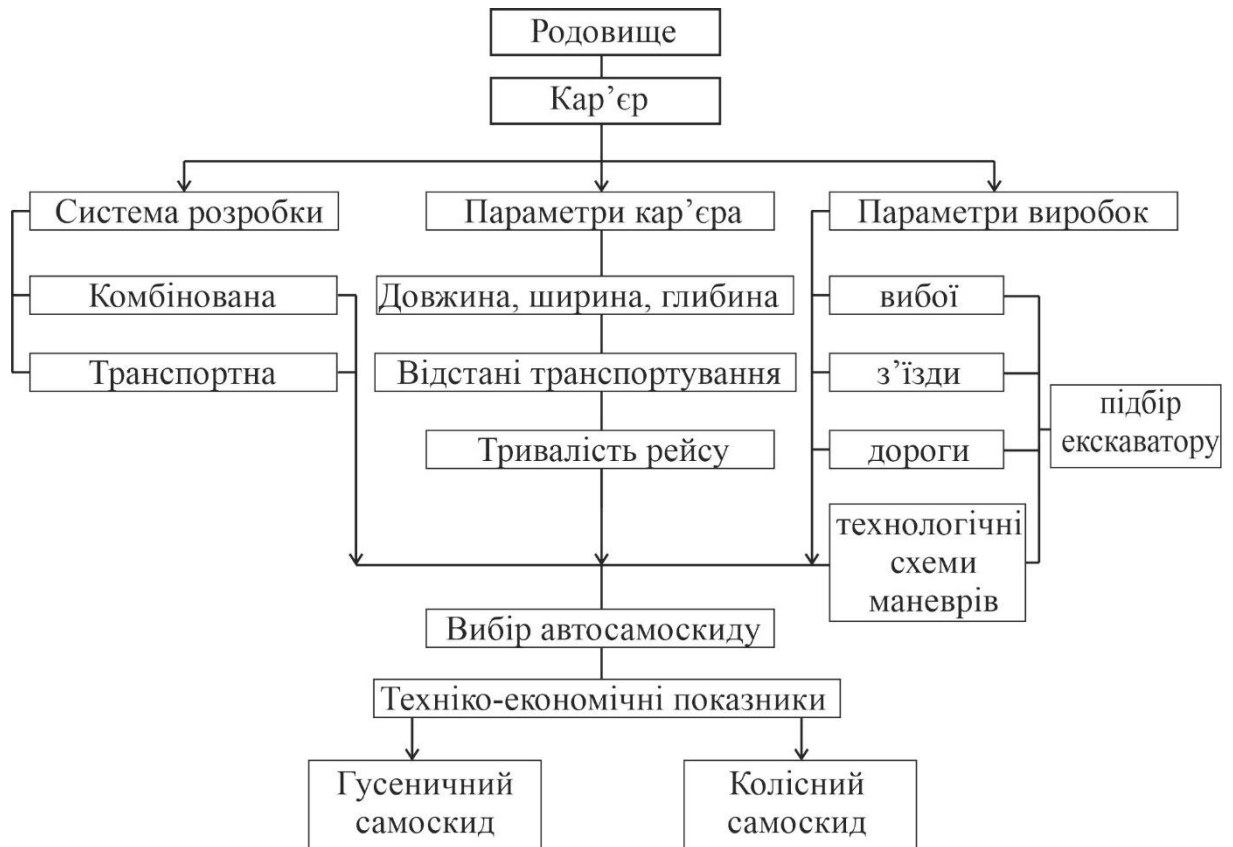 Родовище
Кар’єр
Система розробки
Параметри кар’єра
Параметри виробок
Комбінована
Довжина, ширина, глибина
вибої
Транспортна
Відстані транспортування
з’їзди
підбір
екскаватору
Тривалість рейсу
дороги
технологічні
схеми
маневрів
Вибір автосамоскиду
Техніко-економічні показники
Гусеничний
самоскид
Колісний
самоскид